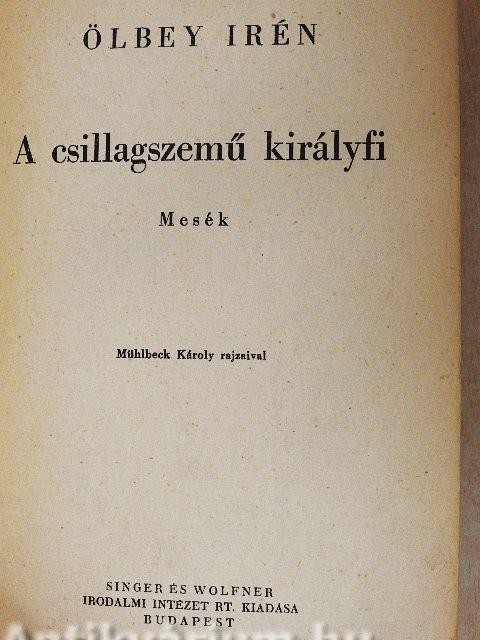 ÖLBEY IRÉN
A csillagszemű királyfi
Mesék
Mühlbeck Károly rajzaival
SINGER ÉS WOLFNER
IRODALMI INTÉZET RT. KIADÁSA
BUDAPEST